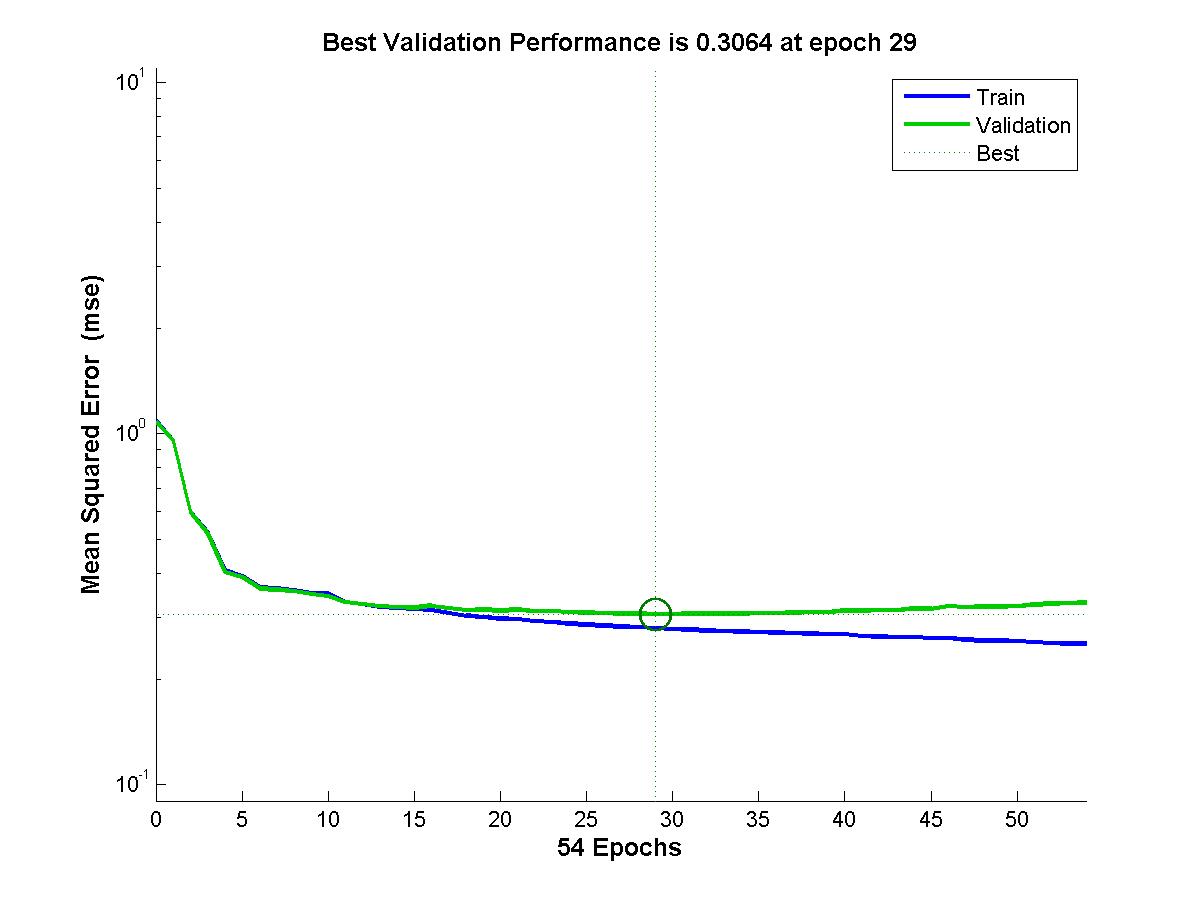 Best Validation Performance is 0.3064 at epoch 29
Train
Validation
Best
Mean Squared Error (mse)
10^1
10^0
10^-1
0 5 10 15 20 25 30 35 40 45 50
54 Epochs